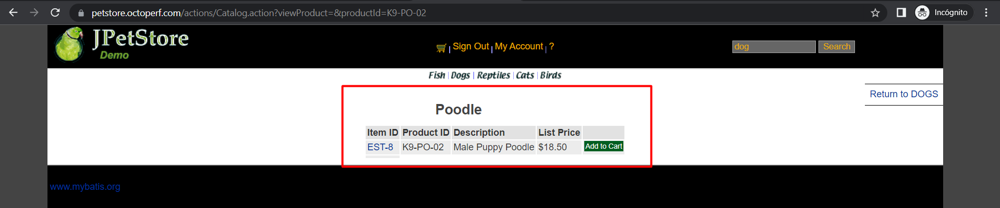 petstore.octoperf.com/actions/Catalog.action?viewProduct=&productId=K9-PO-02
Incógnito
JPetStore
Demo
Sign Out | My Account | ?
dog
Search
Fish | Dogs | Reptiles | Cats | Birds
Return to DOGS
Poodle
Item ID Product ID Description List Price
EST-8 K9-PO-02 Male Puppy Poodle $18.50 Add to Cart
www.mybatis.org